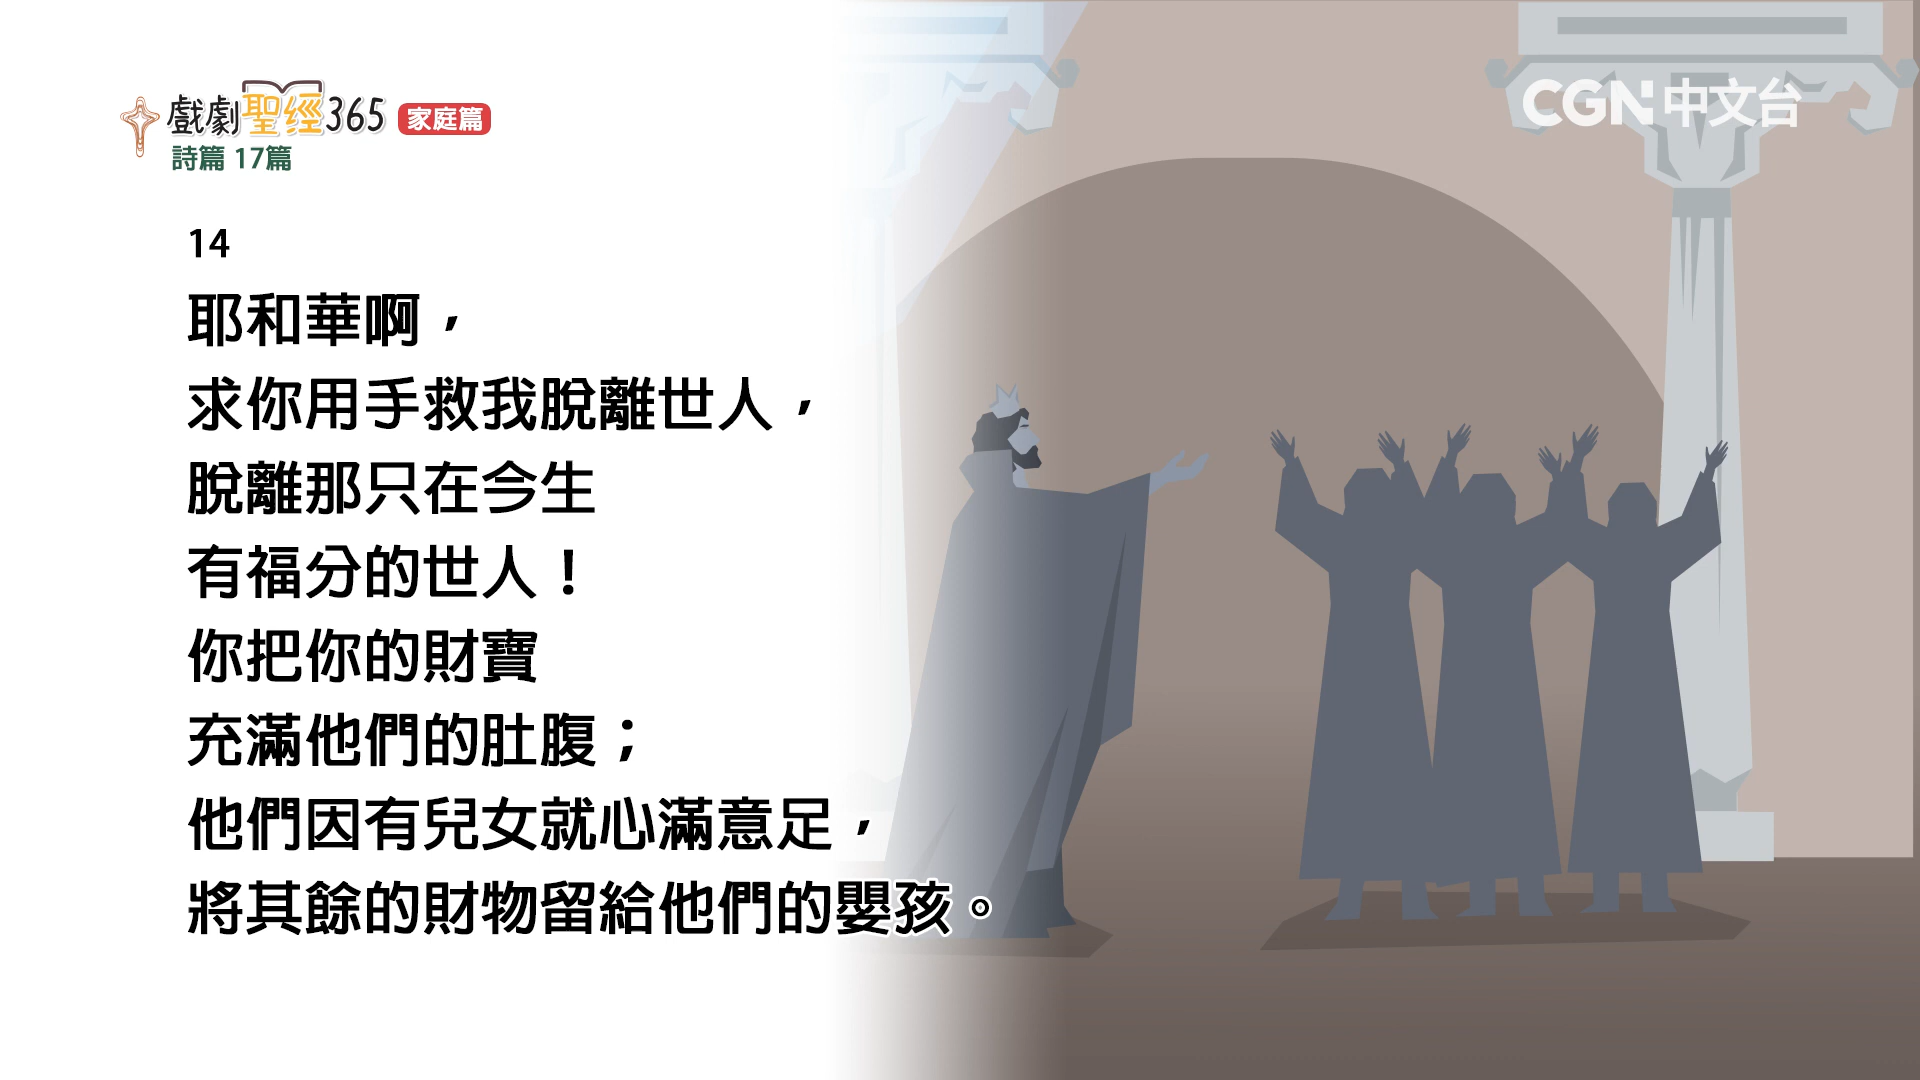 戲劇聖經365 家庭篇
CGN 中文台
詩篇 17篇
14
耶和華啊，
求你用手救我脫離世人，
脫離那只在今生
有福分的世人！
你把你的財寶
充滿他們的肚腹；
他們因有兒女就心滿意足，
將其餘的財物留給他們的嬰孩。